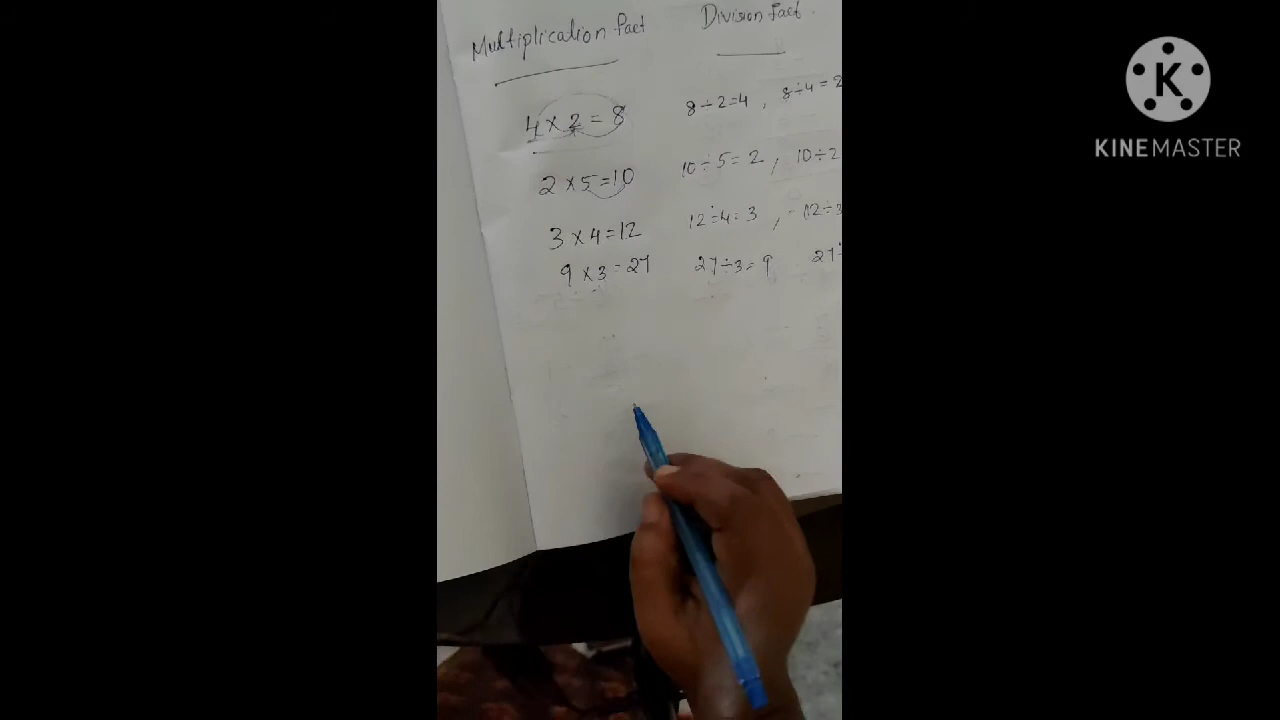 Multiplication fact Division fact
4 × 2 = 8 8 ÷ 2 = 4 , 8 ÷ 4 = 2
2 × 5 = 10 10 ÷ 5 = 2 , 10 ÷ 2
3 × 4 = 12 12 ÷ 4 = 3 , 12 ÷ 3
9 × 3 = 27 27 ÷ 3 = 9 27 ÷
K
KINEMASTER